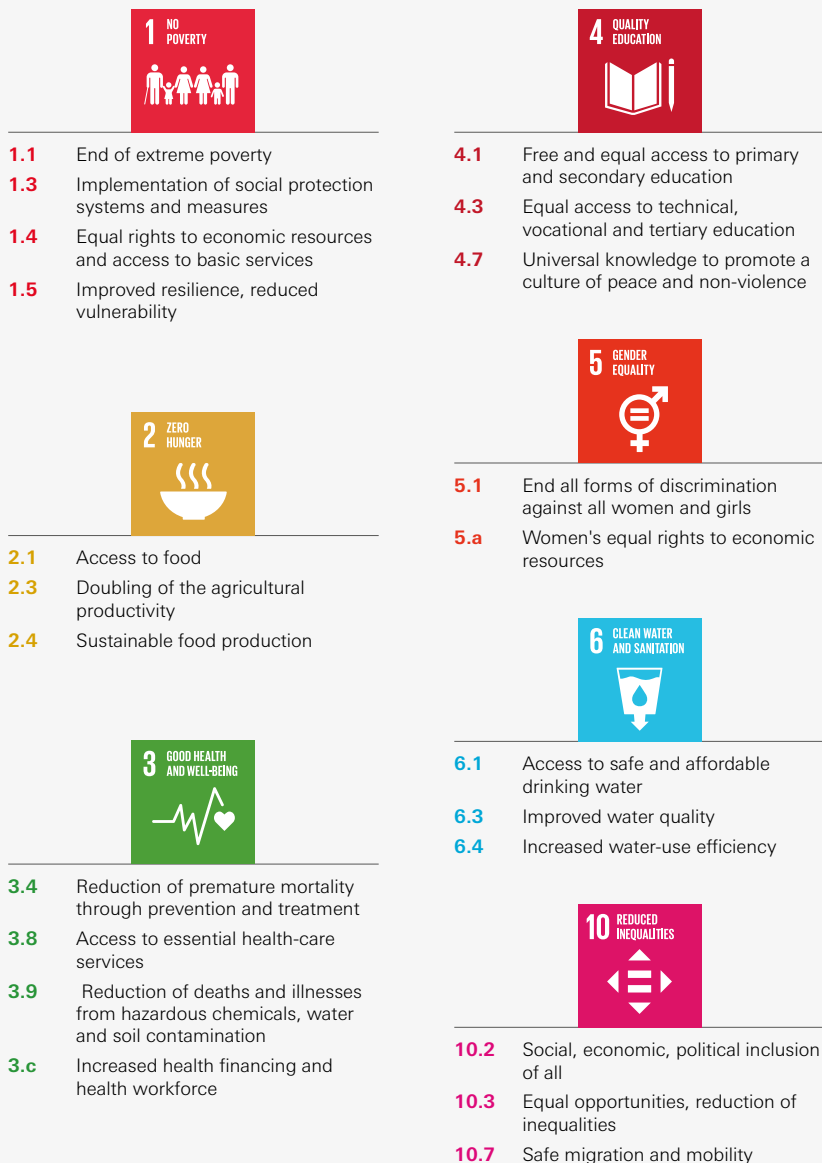 1 NO
POVERTY
1.1 End of extreme poverty
1.3 Implementation of social protection
systems and measures
1.4 Equal rights to economic resources
and access to basic services
1.5 Improved resilience, reduced
vulnerability
2 ZERO
HUNGER
2.1 Access to food
2.3 Doubling of the agricultural
productivity
2.4 Sustainable food production
3 GOOD HEALTH
AND WELL-BEING
3.4 Reduction of premature mortality
through prevention and treatment
3.8 Access to essential health-care
services
3.9 Reduction of deaths and illnesses
from hazardous chemicals, water
and soil contamination
3.c Increased health financing and
health workforce
4 QUALITY
EDUCATION
4.1 Free and equal access to primary
and secondary education
4.3 Equal access to technical,
vocational and tertiary education
4.7 Universal knowledge to promote a
culture of peace and non-violence
5 GENDER
EQUALITY
5.1 End all forms of discrimination
against all women and girls
5.a Women's equal rights to economic
resources
6 CLEAN WATER
AND SANITATION
6.1 Access to safe and affordable
drinking water
6.3 Improved water quality
6.4 Increased water-use efficiency
10 REDUCED
INEQUALITIES
10.2 Social, economic, political inclusion
of all
10.3 Equal opportunities, reduction of
inequalities
10.7 Safe migration and mobility